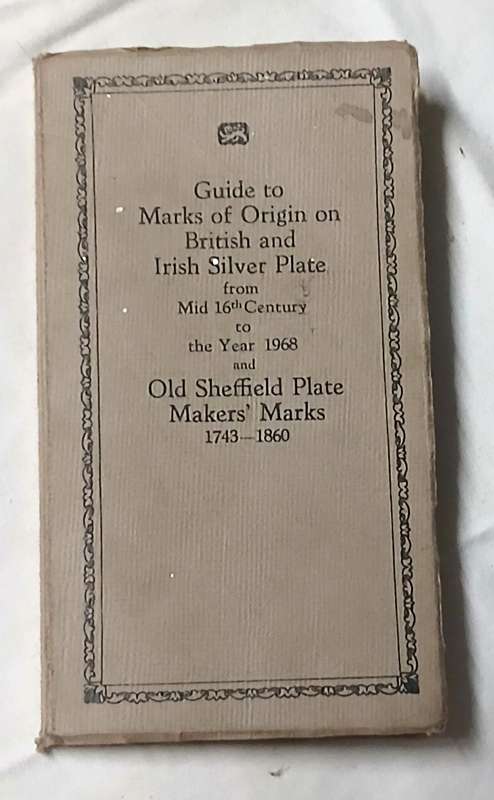 Guide to
Marks of Origin on
British and
Irish Silver Plate
from
Mid 16th Century
to
the Year 1968
and
Old Sheffield Plate
Makers' Marks
1743—1860